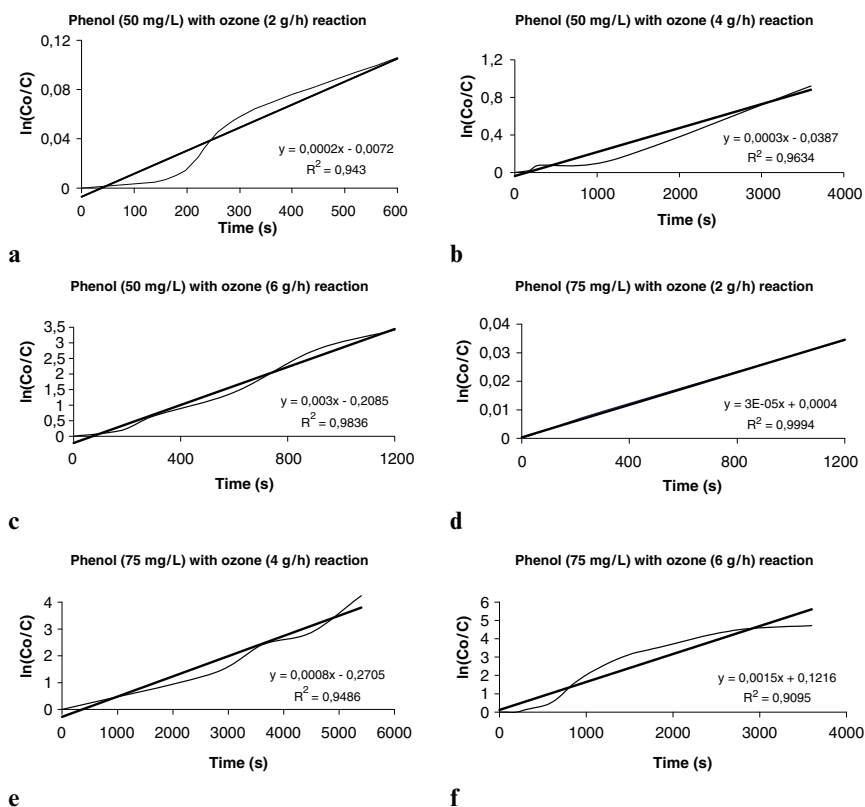 Phenol (50 mg/L) with ozone (2 g/h) reaction
ln(Co/C)
0,12
0,08
0,04
0
0 100 200 300 400 500 600
Time (s)
y = 0,0002x - 0,0072
R² = 0,943
a
Phenol (50 mg/L) with ozone (4 g/h) reaction
ln(Co/C)
1,2
0,8
0,4
0
0 1000 2000 3000 4000
Time (s)
y = 0,0003x - 0,0387
R² = 0,9634
b
Phenol (50 mg/L) with ozone (6 g/h) reaction
ln(Co/C)
3,5
3
2,5
2
1,5
1
0,5
0
0 400 800 1200
Time (s)
y = 0,003x - 0,2085
R² = 0,9836
c
Phenol (75 mg/L) with ozone (2 g/h) reaction
ln(Co/C)
0,04
0,03
0,02
0,01
0
0 400 800 1200
Time (s)
y = 3E-05x + 0,0004
R² = 0,9994
d
Phenol (75 mg/L) with ozone (4 g/h) reaction
ln(Co/C)
4
3
2
1
0
0 1000 2000 3000 4000 5000 6000
Time (s)
y = 0,0008x - 0,2705
R² = 0,9486
e
Phenol (75 mg/L) with ozone (6 g/h) reaction
ln(Co/C)
6
5
4
3
2
1
0
0 1000 2000 3000 4000
Time (s)
y = 0,0015x + 0,1216
R² = 0,9095
f